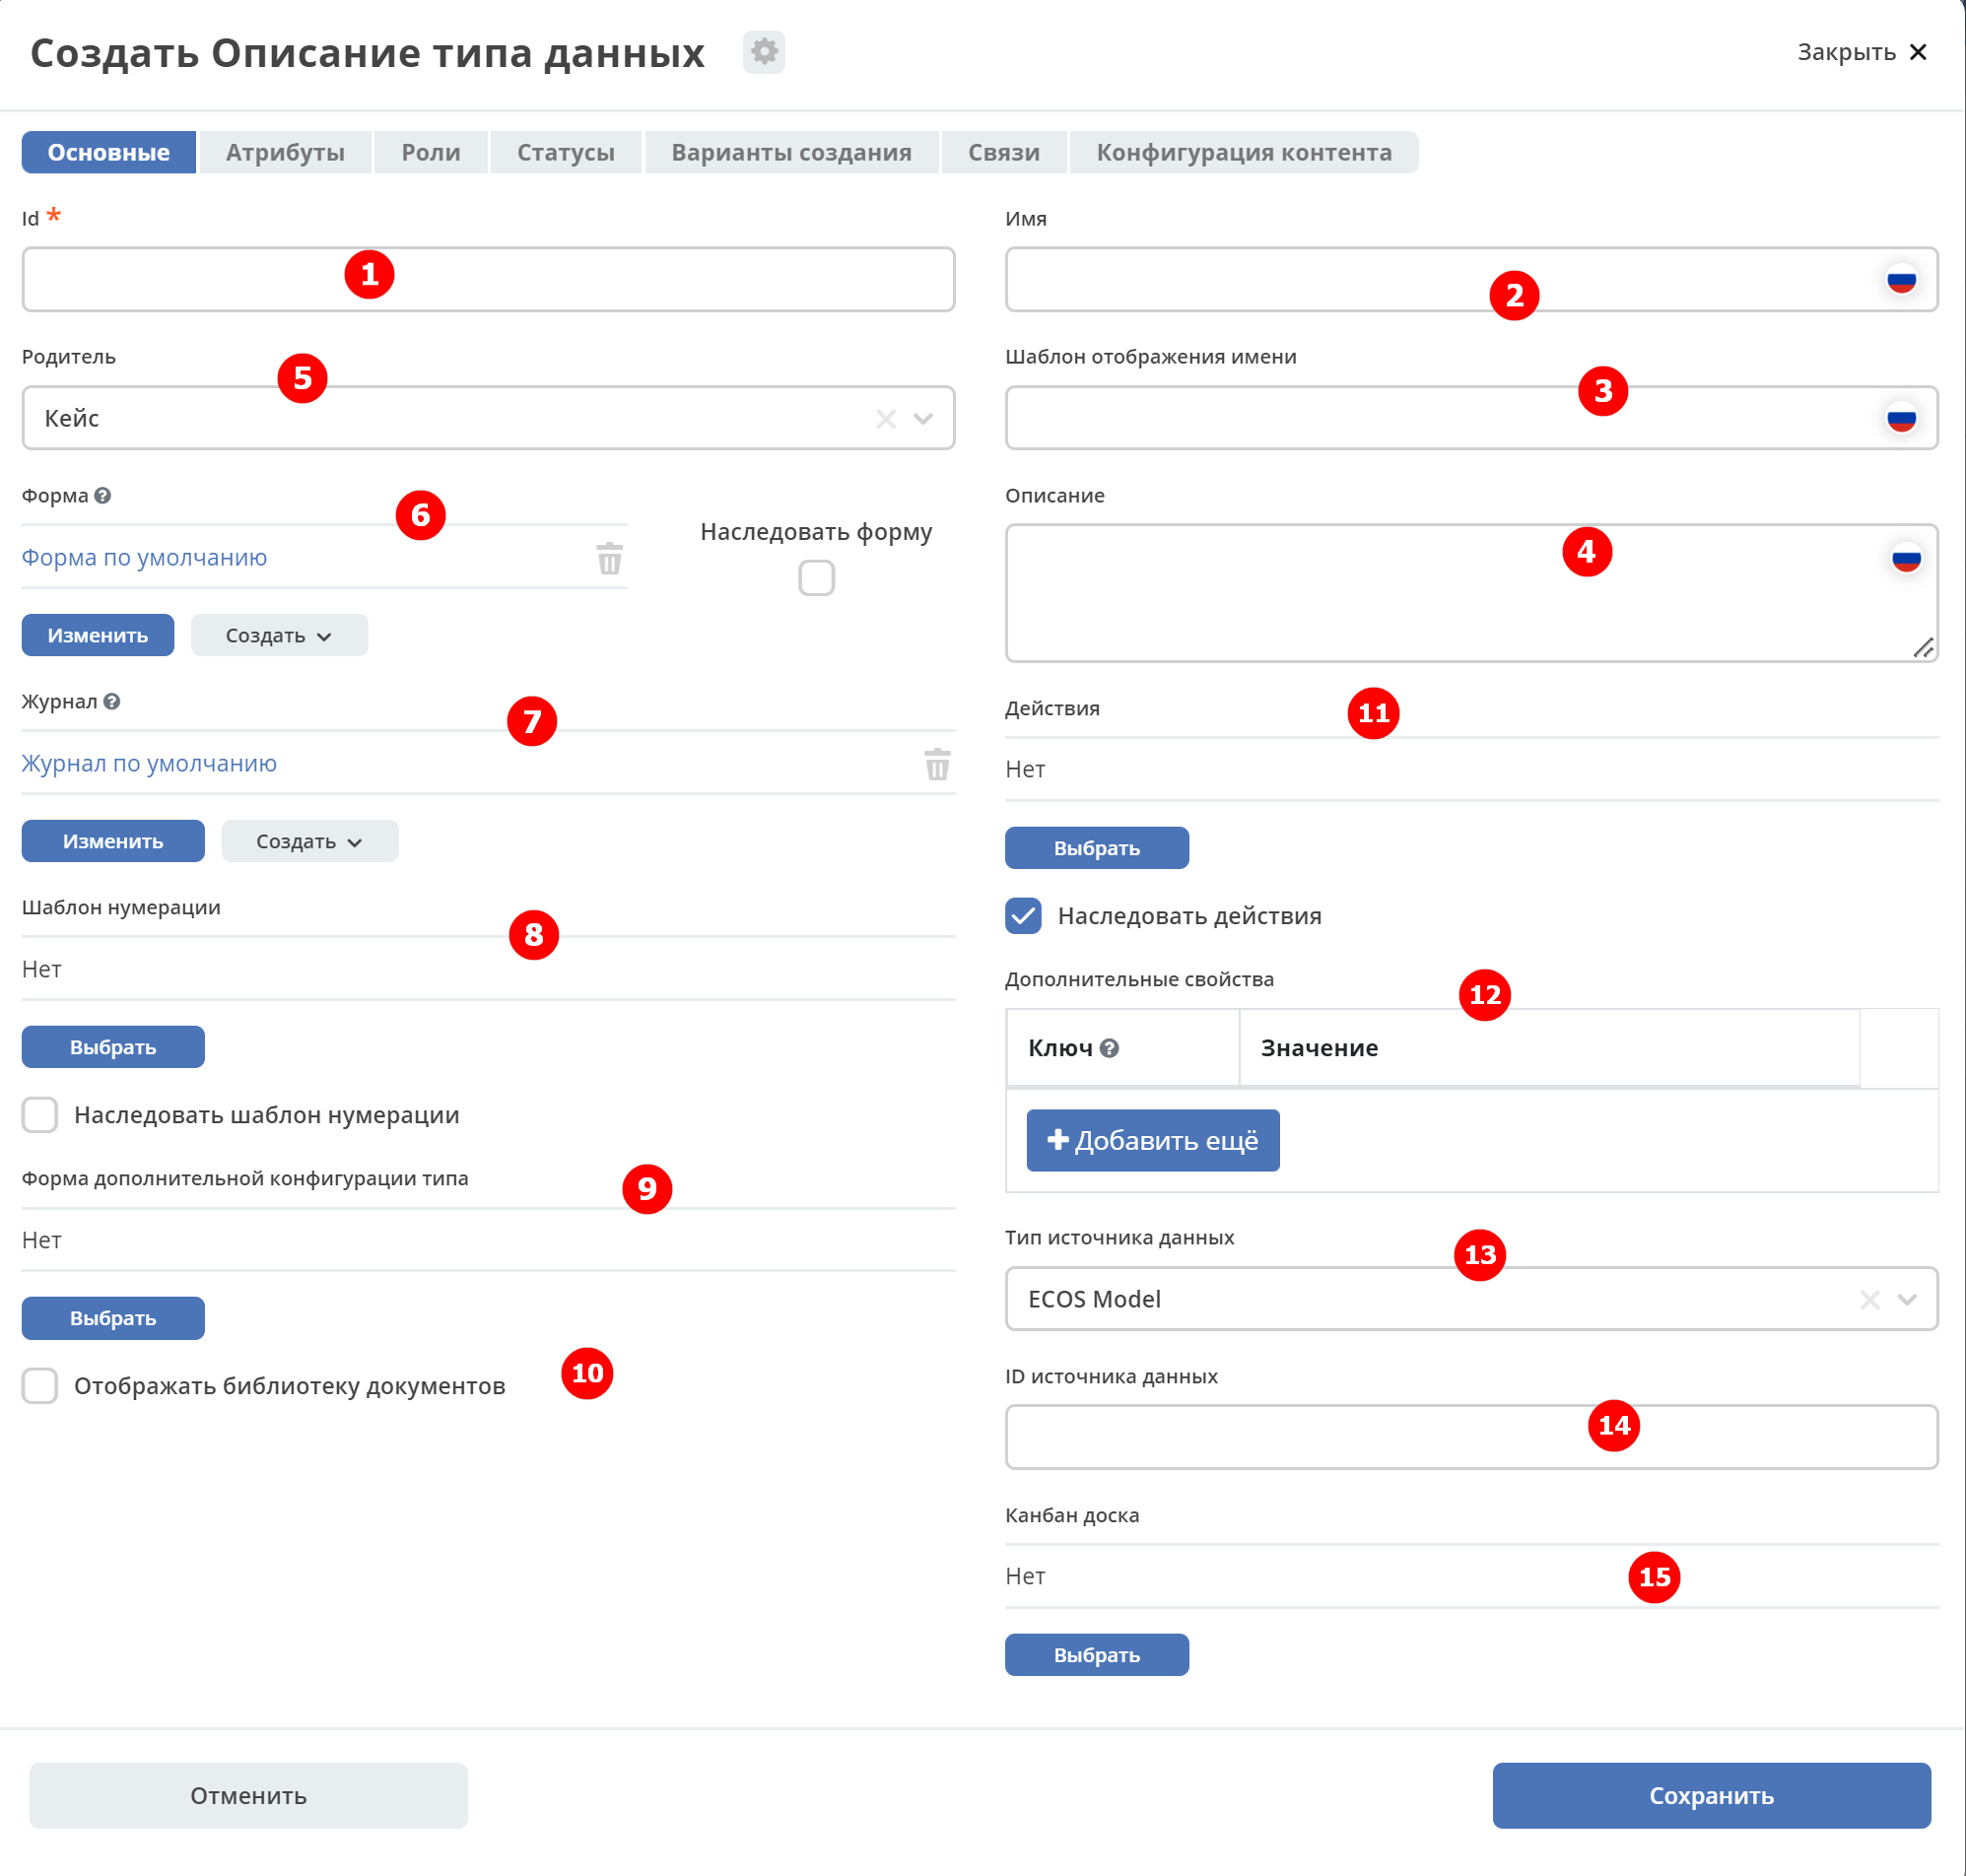 Создать Описание типа данных
Закрыть
Основные Атрибуты Роли Статусы Варианты создания Связи Конфигурация контента
Id *
1
Родитель
5
Кейс
Форма
6
Форма по умолчанию
Наследовать форму
Изменить Создать
Журнал
7
Журнал по умолчанию
Изменить Создать
Шаблон нумерации
8
Нет
Выбрать
Наследовать шаблон нумерации
Форма дополнительной конфигурации типа
9
Нет
Выбрать
Отображать библиотеку документов
10
Имя
2
Шаблон отображения имени
3
Описание
4
Действия
11
Нет
Выбрать
Наследовать действия
Дополнительные свойства
12
Ключ Значение
Добавить ещё
Тип источника данных
13
ECOS Model
ID источника данных
14
Канбан доска
Нет
15
Выбрать
Отменить Сохранить